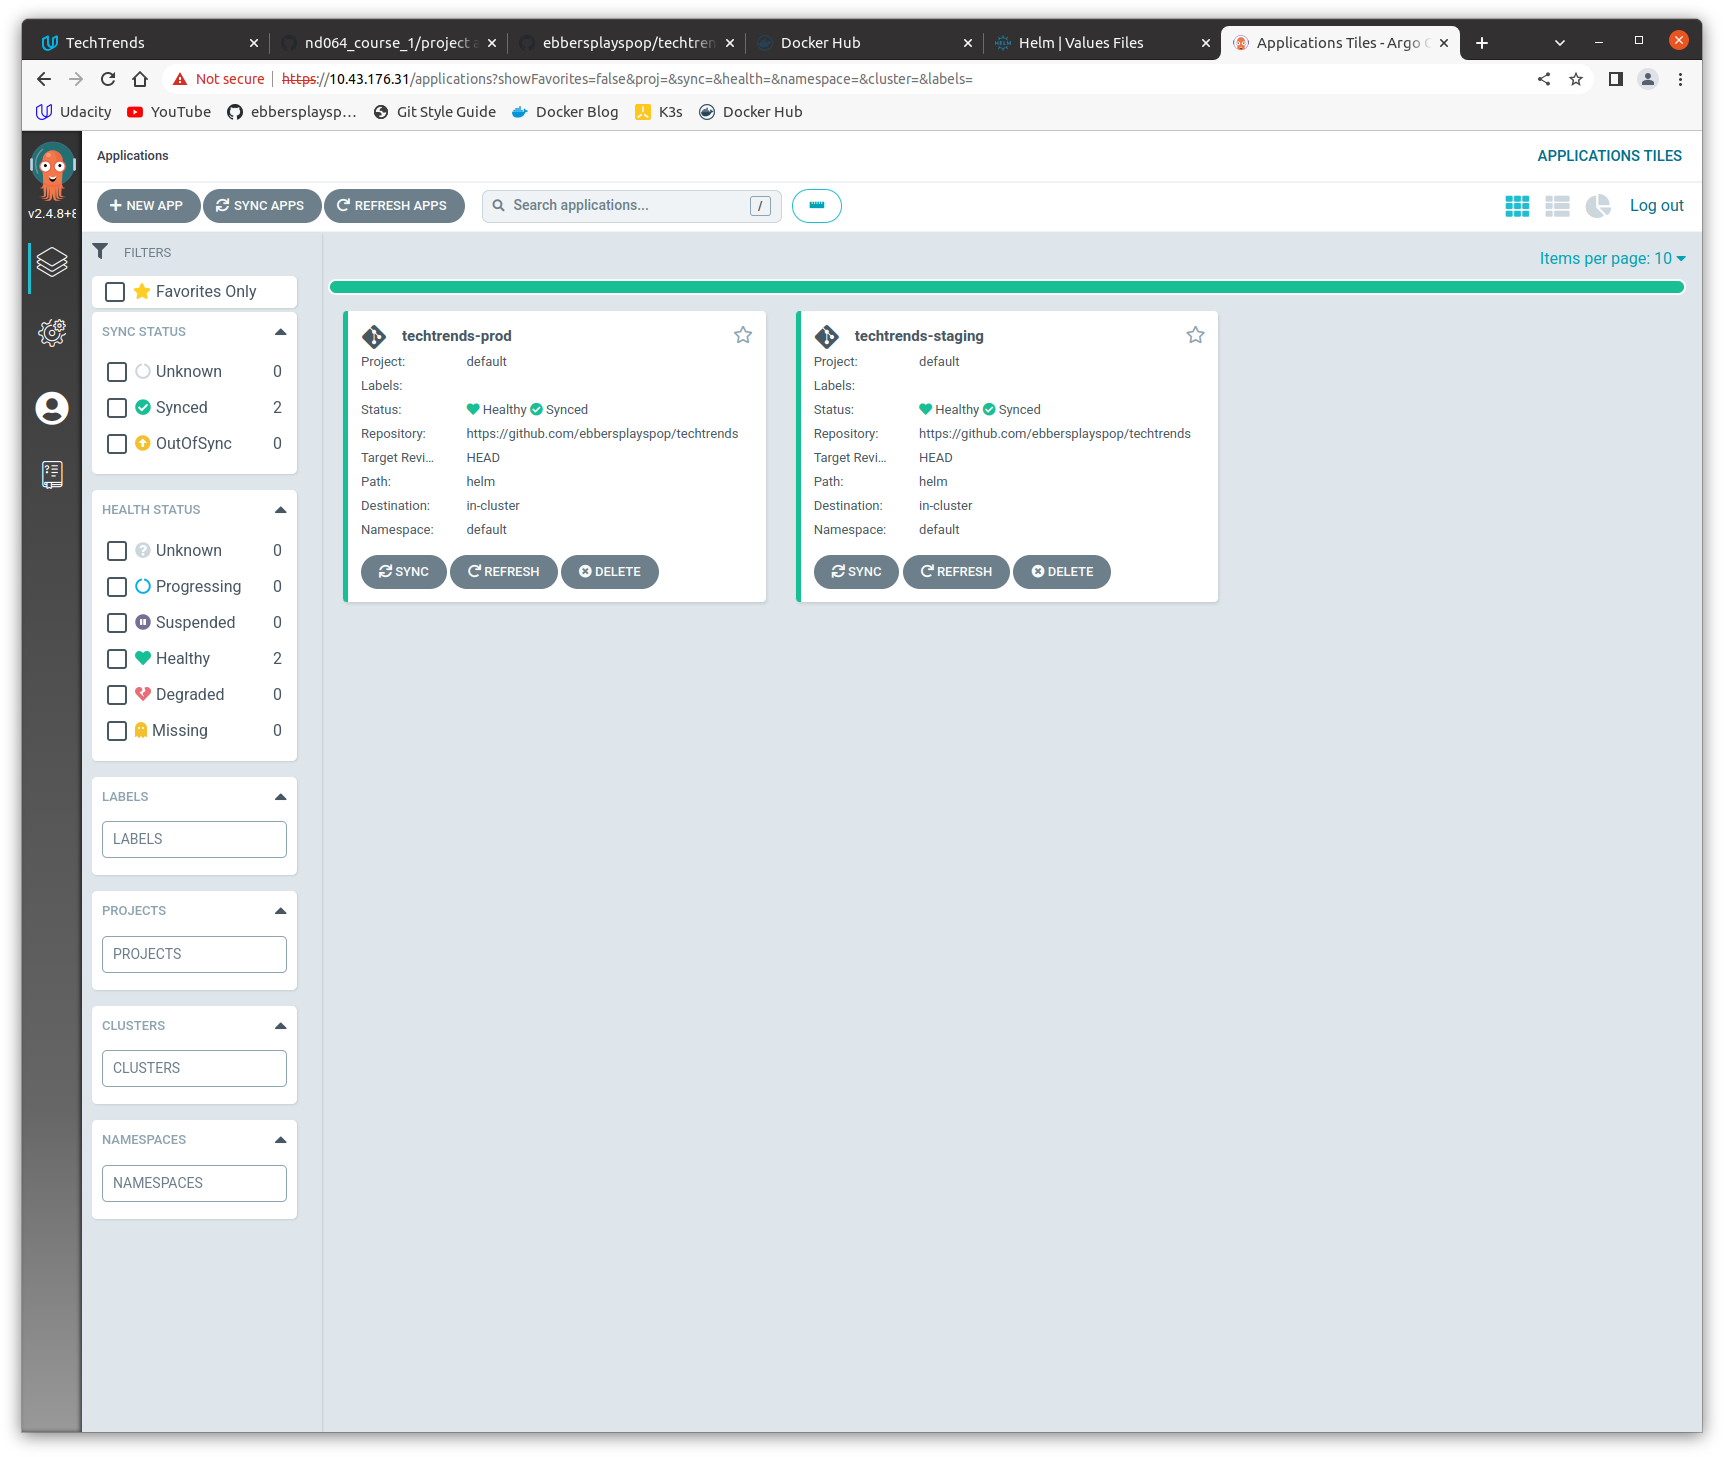 TechTrends
nd064_course_1/project
ebbersplayspop/techtren
Docker Hub
Helm | Values Files
Applications Tiles - Argo
Not secure
https://10.43.176.31/applications?showFavorites=false&proj=&sync=&health=&namespace=&cluster=&labels=
Udacity
YouTube
ebbersplaysp…
Git Style Guide
Docker Blog
K3s
Docker Hub
Applications
APPLICATIONS TILES
v2.4.8+8
NEW APP
SYNC APPS
REFRESH APPS
Search applications...
/
Log out
FILTERS
Items per page: 10
Favorites Only
SYNC STATUS
Unknown 0
Synced 2
OutOfSync 0
HEALTH STATUS
Unknown 0
Progressing 0
Suspended 0
Healthy 2
Degraded 0
Missing 0
LABELS
LABELS
PROJECTS
PROJECTS
CLUSTERS
CLUSTERS
NAMESPACES
NAMESPACES
techtrends-prod
Project: default
Labels:
Status: Healthy Synced
Repository: https://github.com/ebbersplayspop/techtrends
Target Revi... HEAD
Path: helm
Destination: in-cluster
Namespace: default
SYNC REFRESH DELETE
techtrends-staging
Project: default
Labels:
Status: Healthy Synced
Repository: https://github.com/ebbersplayspop/techtrends
Target Revi... HEAD
Path: helm
Destination: in-cluster
Namespace: default
SYNC REFRESH DELETE